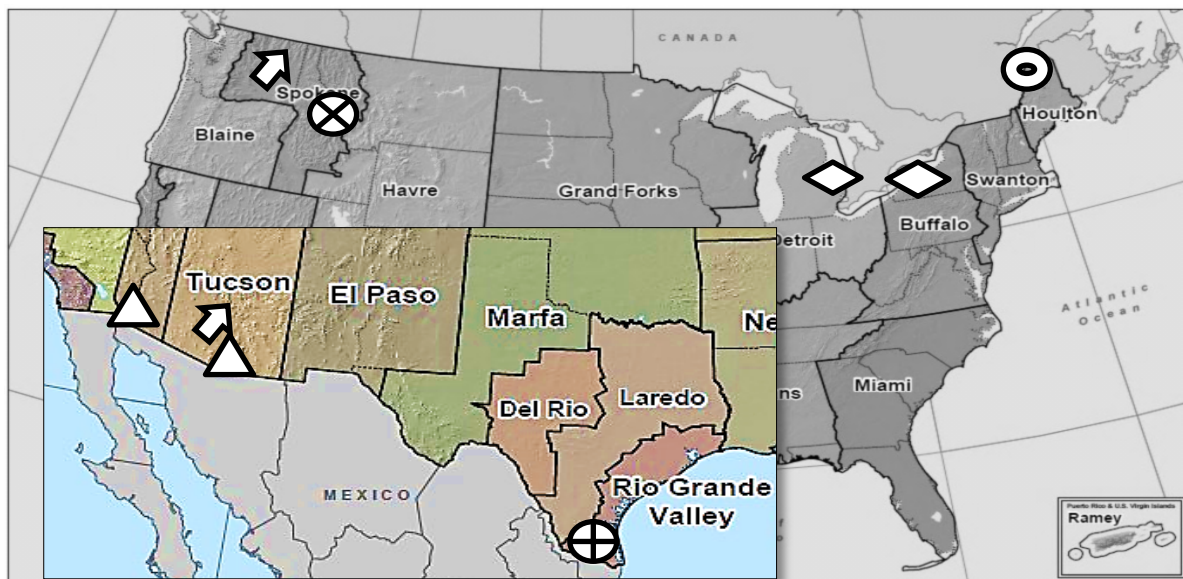 CANADA
Spokane
Blaine
Havre
Grand Forks
Houlton
Swanton
Buffalo
Detroit
Atlantic
Ocean
Miami
ns
Tucson
El Paso
Marfa
Ne
Del Rio
Laredo
MEXICO
Rio Grande
Valley
Puerto Rico & U.S. Virgin Islands
Ramey